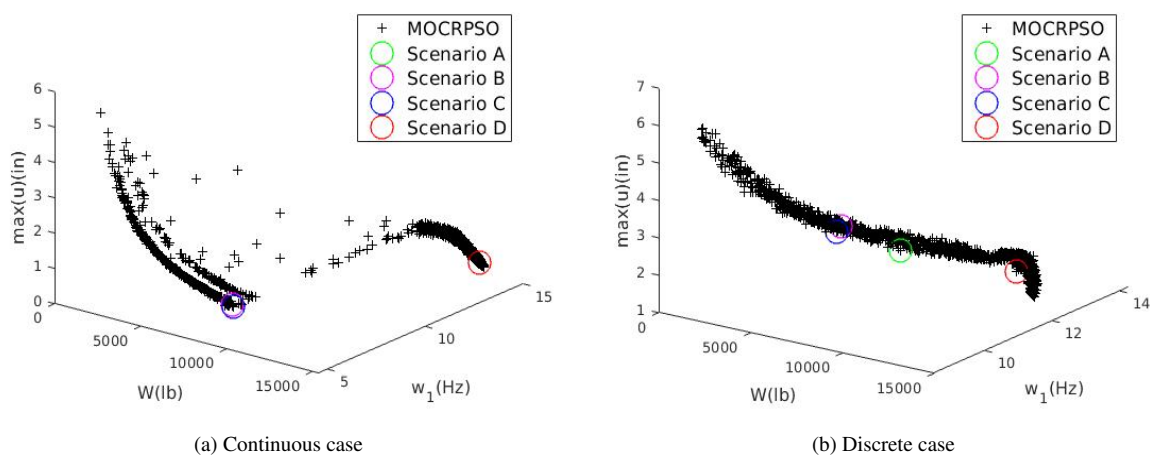 MOCRPSO
Scenario A
Scenario B
Scenario C
Scenario D
6
5
4
3
2
1
0
max(u)(in)
0
5000
10000
15000
W(lb)
5
10
15
w_1(Hz)
(a) Continuous case
MOCRPSO
Scenario A
Scenario B
Scenario C
Scenario D
7
6
5
4
3
2
1
max(u)(in)
0
5000
10000
15000
W(lb)
10
12
14
w_1(Hz)
(b) Discrete case